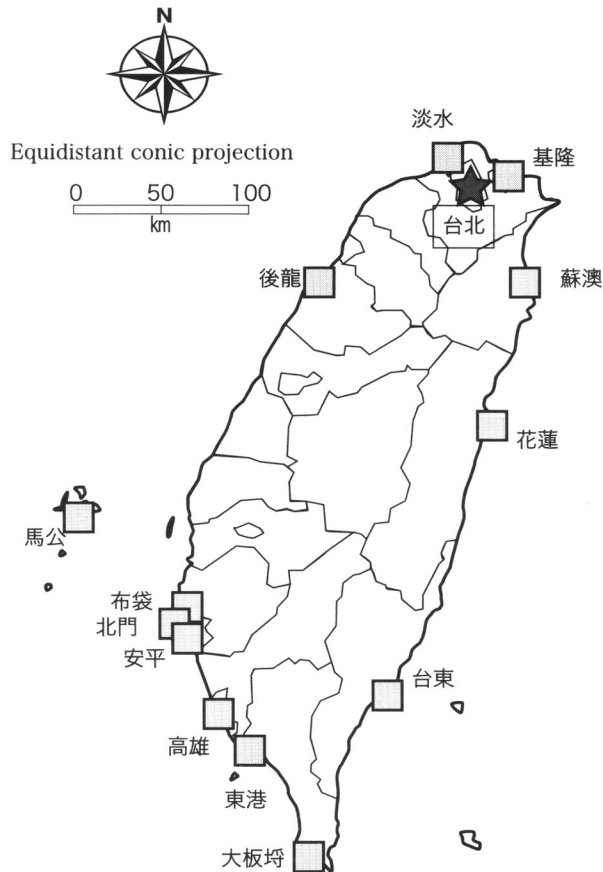 N
Equidistant conic projection
0 50 100
km
淡水
基隆
台北
後龍
蘇澳
花蓮
馬公
布袋
北門
安平
台東
高雄
東港
大板埒